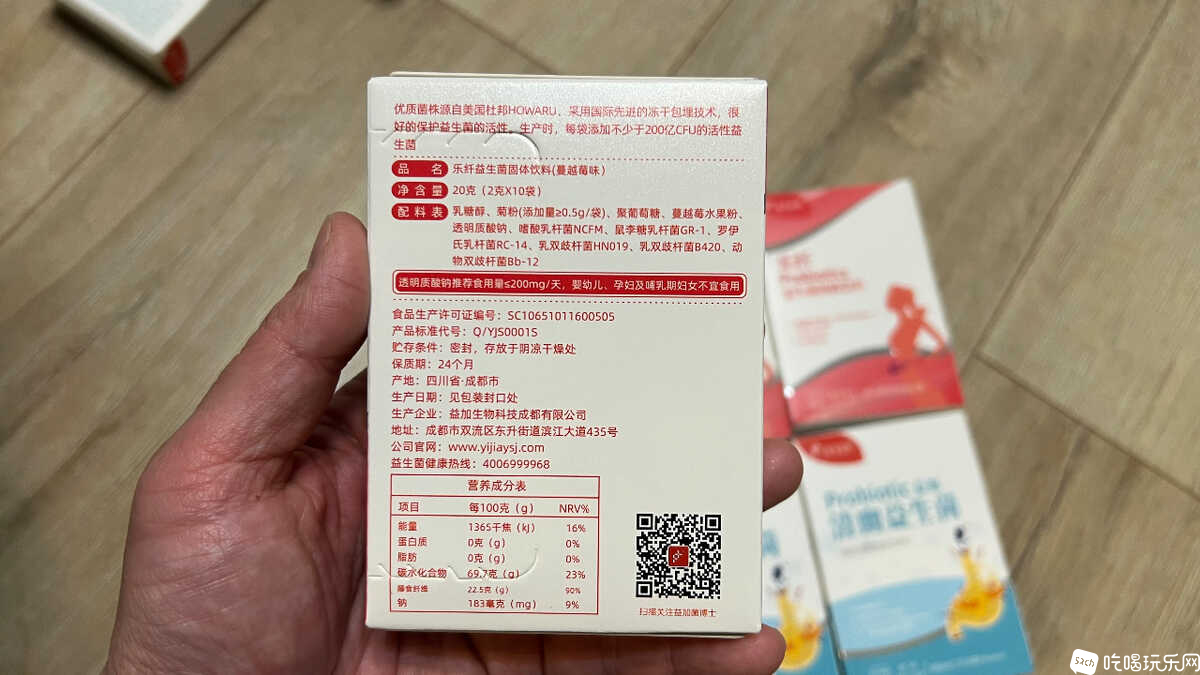 优质菌株源自美国杜邦HOWARU、采用国际先进的冻干包埋技术，很
好的保护益生菌的活性。生产时，每袋添加不少于200亿CFU的活性益
生菌
品 名 乐纤益生菌固体饮料(蔓越莓味）
净含量 20克（2克X10袋）
配料表 乳糖醇、菊粉(添加量≥0.5g/袋)、聚葡萄糖、蔓越莓水果粉、
透明质酸钠、嗜酸乳杆菌NCFM、鼠李糖乳杆菌GR-1、罗伊
氏乳杆菌RC-14、乳双歧杆菌HN019、乳双歧杆菌B420、动
物双歧杆菌Bb-12
透明质酸钠推荐食用量≤200mg/天，婴幼儿、孕妇及哺乳期妇女不宜食用
食品生产许可证编号：SC10651011600505
产品标准代号：Q/YJS0001S
贮存条件：密封，存放于阴凉干燥处
保质期：24个月
产地：四川省·成都市
生产日期：见包装封口处
生产企业：益加生物科技成都有限公司
地址：成都市双流区东升街道滨江大道435号
公司官网：www.yijiaysj.com
益生菌健康热线：4006999968
营养成分表
项目 每100克（g） NRV%
能量 1365千焦（kJ） 16%
蛋白质 0克（g） 0%
脂肪 0克（g） 0%
碳水化合物 69.7克（g） 23%
膳食纤维 22.5克（g） 90%
钠 183毫克（mg） 9%
扫描关注益加菌博士
Probiotics
Probiotic
益生菌
sach 吃喝玩乐网